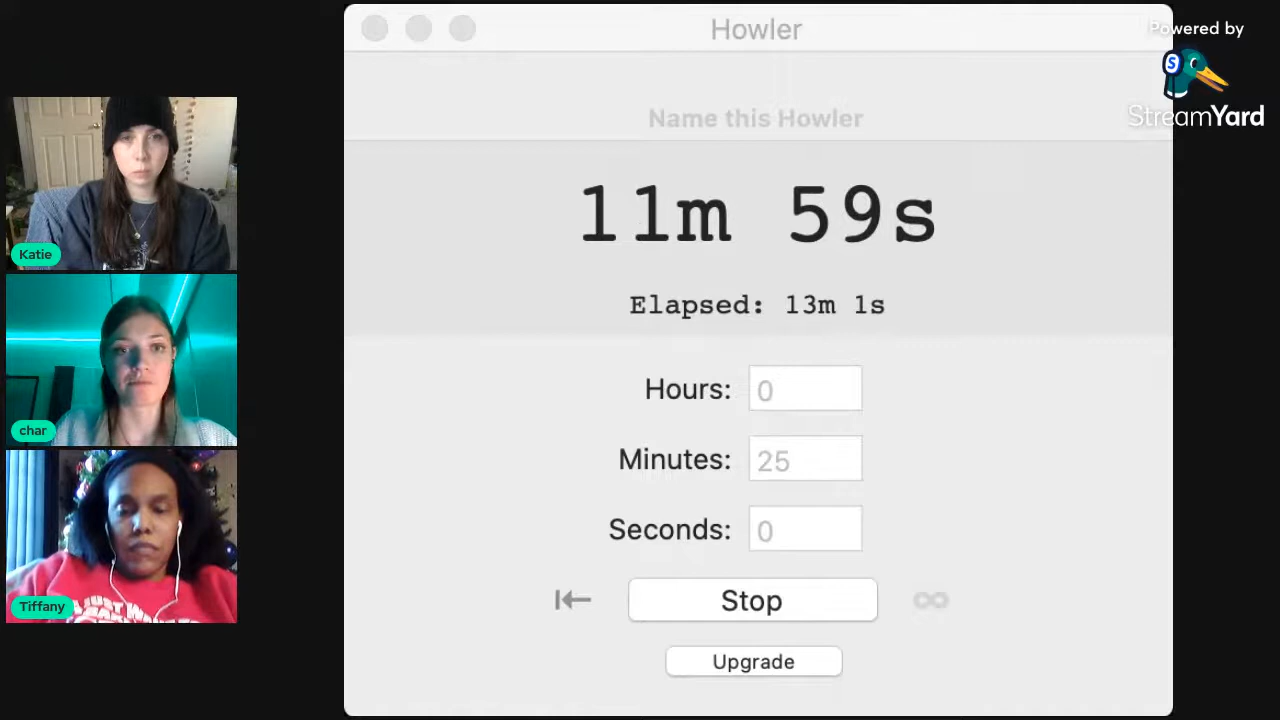 Howler
Powered by
StreamYard
Name this Howler
11m 59s
Elapsed: 13m 1s
Hours: 0
Minutes: 25
Seconds: 0
Stop
Upgrade
Katie
char
Tiffany